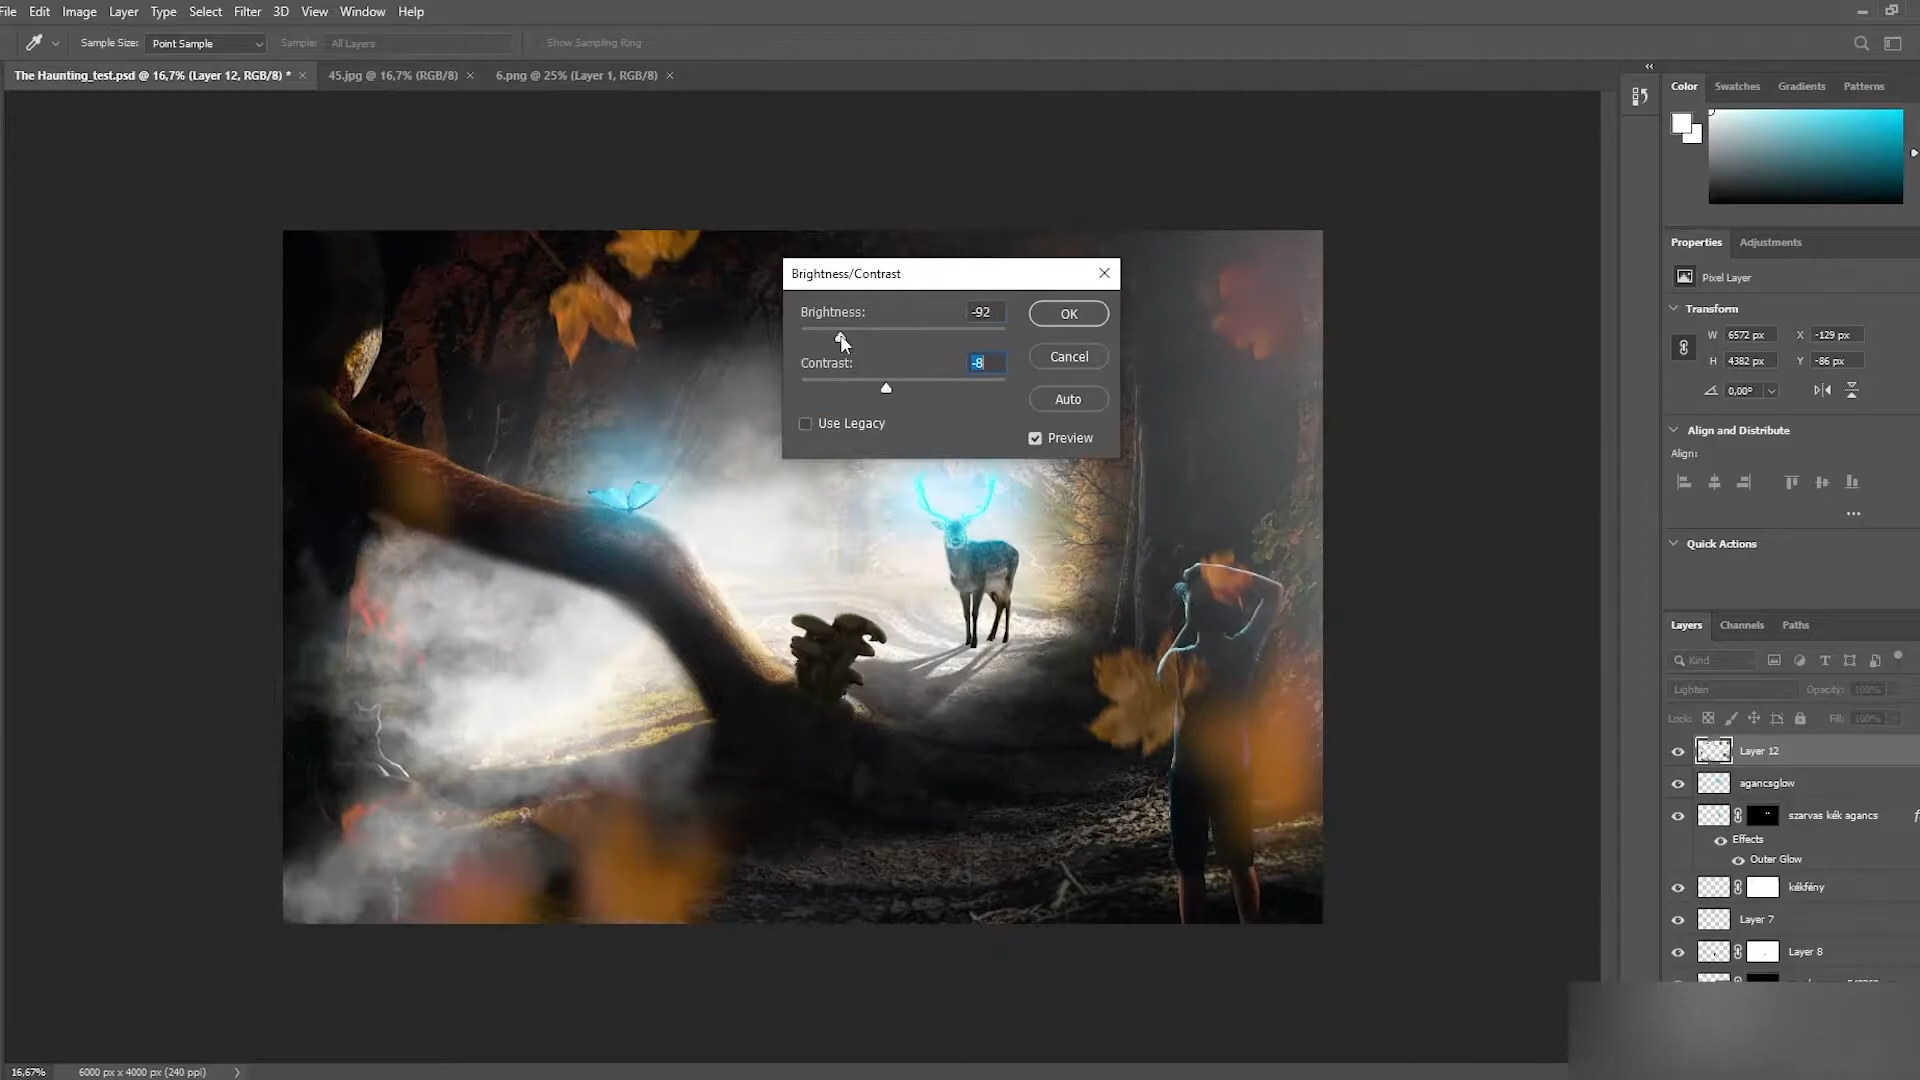 File Edit Image Layer Type Select Filter 3D View Window Help
Sample Size: Point Sample Sample: All Layers Show Sampling Ring
The Haunting_test.psd @ 16,7% (Layer 12, RGB/8) * × 45.jpg @ 16,7% (RGB/8) × 6.png @ 25% (Layer 1, RGB/8) ×
Color Swatches Gradients Patterns
Brightness/Contrast
Brightness: -92
OK
Contrast: -8
Cancel
Auto
Use Legacy
Preview
Properties Adjustments
Pixel Layer
Transform
W 6572 px X -129 px
H 4382 px Y -86 px
0,00°
Align and Distribute
Align:
Quick Actions
Layers Channels Paths
Kind
Lighten Opacity: 100%
Lock: Fill: 100%
Layer 12
agancsglow
szarvas kék agancs
Effects
Outer Glow
kékfény
Layer 7
Layer 8
16,67% 6000 px x 4000 px (240 ppi)